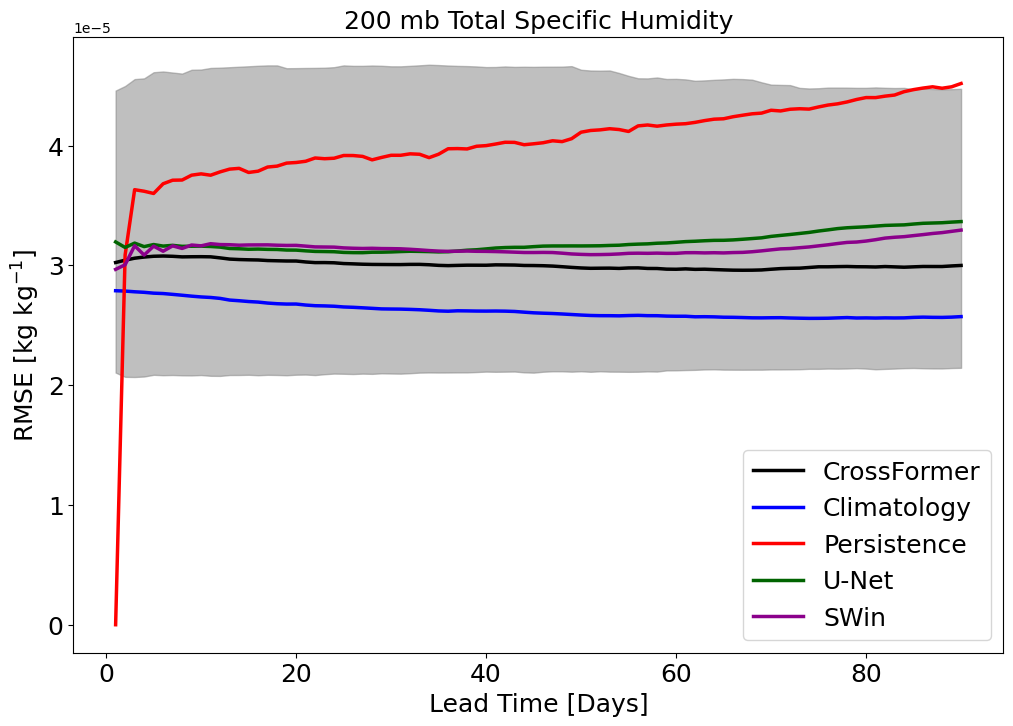 200 mb Total Specific Humidity
1e−5
RMSE [kg kg⁻¹]
4
3
2
1
0
0 20 40 60 80
Lead Time [Days]
CrossFormer
Climatology
Persistence
U-Net
SWin